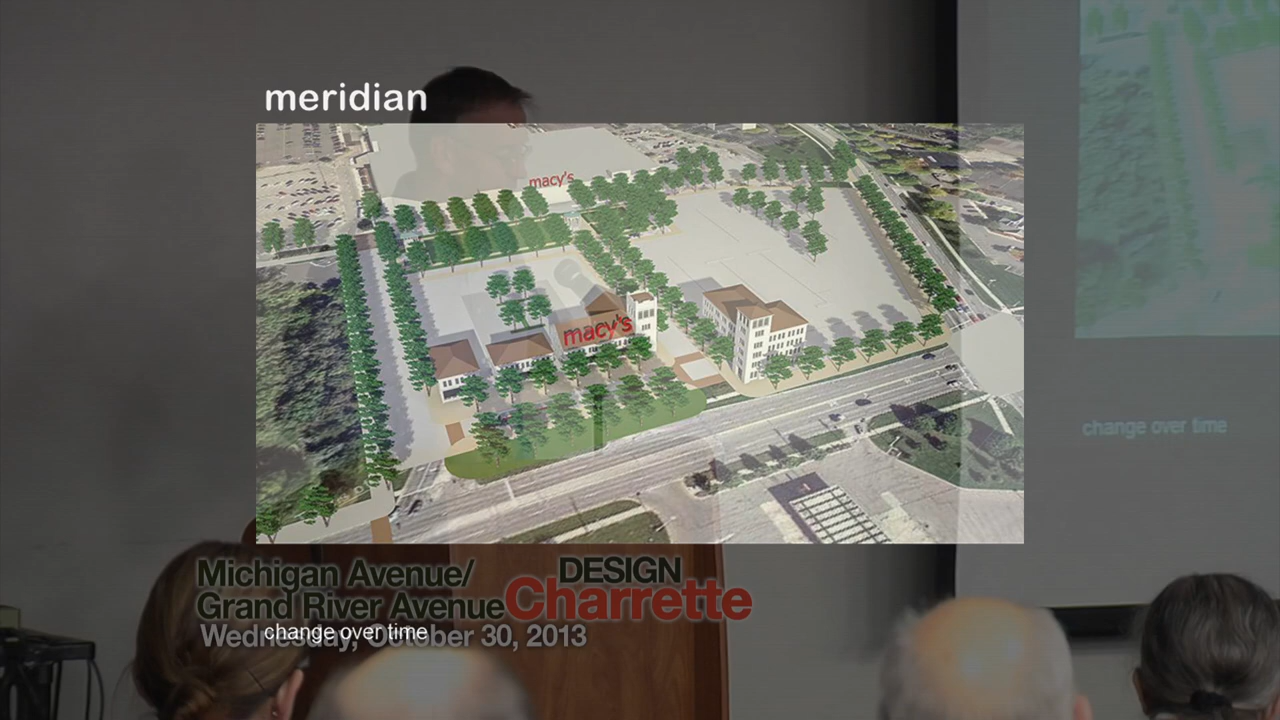 meridian
macy's
macy's
change over time
Michigan Avenue/
Grand River Avenue
DESIGN
Charrette
Wednesday, October 30, 2013
change over time